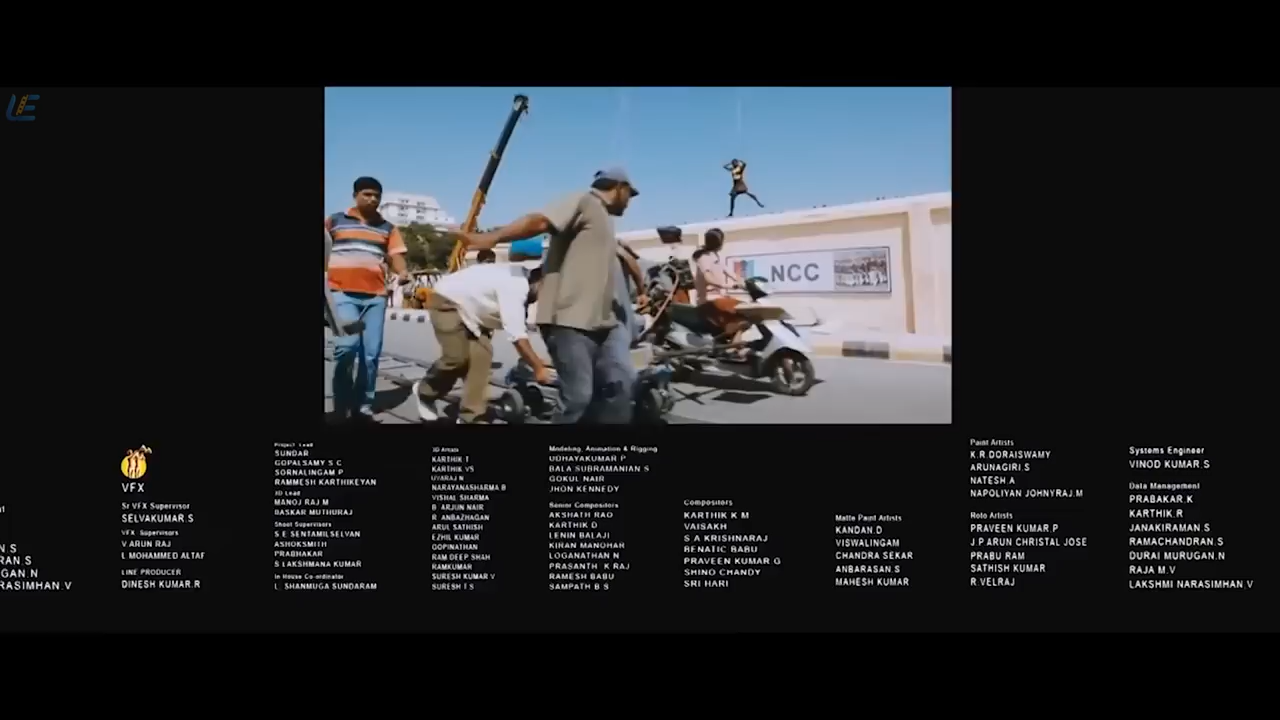 LE
NCC
VFX
Sr VFX Supervisor
SELVAKUMAR.S
VFX Supervisors
V ARUN RAJ
L MOHAMMED ALTAF
LINE PRODUCER
DINESH KUMAR.R
Project Lead
SUNDAR
GOPALSAMY S C
SORNALINGAM P
RAMMESH KARTHIKEYAN
3D Lead
MANOJ RAJ M
BASKAR MUTHURAJ
Shoot Supervisors
S E SENTAMILSELVAN
ASHOKSMITH
PRABHAKAR
S LAKSHMANA KUMAR
In House Co-ordinator
L. SHANMUGA SUNDARAM
3D Artists
KARTHIK T
KARTHIK VS
UVARAJ N
NARAYANASHARMA B
VISHAL SHARMA
B ARJUN NAIR
R ANBAZHAGAN
ARUL SATHISH
EZHIL KUMAR
GOPINATHAN
RAM DEEP SHAH
RAMKUMAR
SURESH KUMAR V
SURESH T S
Modeling, Animation & Rigging
UDHAYAKUMAR P
BALA SUBRAMANIAN S
GOKUL NAIR
JHON KENNEDY
Senior Compositors
AKSHATH RAO
KARTHIK D
LENIN BALAJI
KIRAN MANOHAR
LOGANATHAN N
PRASANTH K RAJ
RAMESH BABU
SAMPATH B S
Compositors
KARTHIK K M
VAISAKH
S A KRISHNARAJ
BENATIC BABU
PRAVEEN KUMAR G
SHINO CHANDY
SRI HARI
Matte Paint Artists
KANDAN.D
VISWALINGAM
CHANDRA SEKAR
ANBARASAN.S
MAHESH KUMAR
Paint Artists
K.R.DORAISWAMY
ARUNAGIRI.S
NATESH A
NAPOLIYAN JOHNYRAJ.M
Roto Artists
PRAVEEN KUMAR.P
J P ARUN CHRISTAL JOSE
PRABU RAM
SATHISH KUMAR
R VELRAJ
Systems Engineer
VINOD KUMAR.S
Data Management
PRABAKAR.K
KARTHIK.R
JANAKIRAMAN.S
RAMACHANDRAN.S
DURAI MURUGAN.N
RAJA M.V
LAKSHMI NARASIMHAN.V